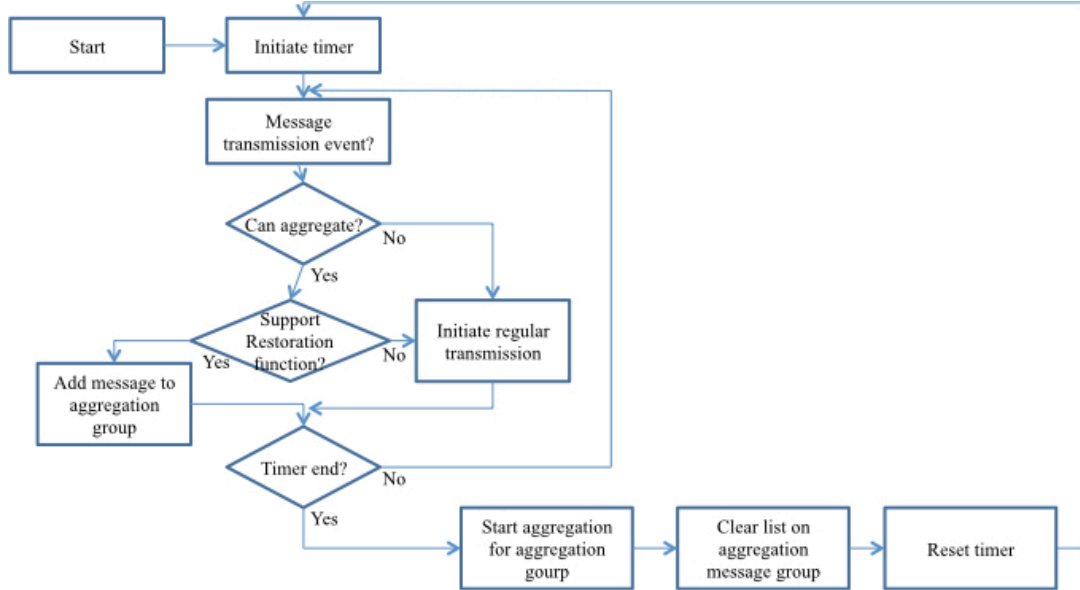 Start
Initiate timer
Message
transmission event?
Can aggregate?
No
Yes
Support
Restoration
function?
Yes
No
Initiate regular
transmission
Add message to
aggregation
group
Timer end?
No
Yes
Start aggregation
for aggregation
gourp
Clear list on
aggregation
message group
Reset timer